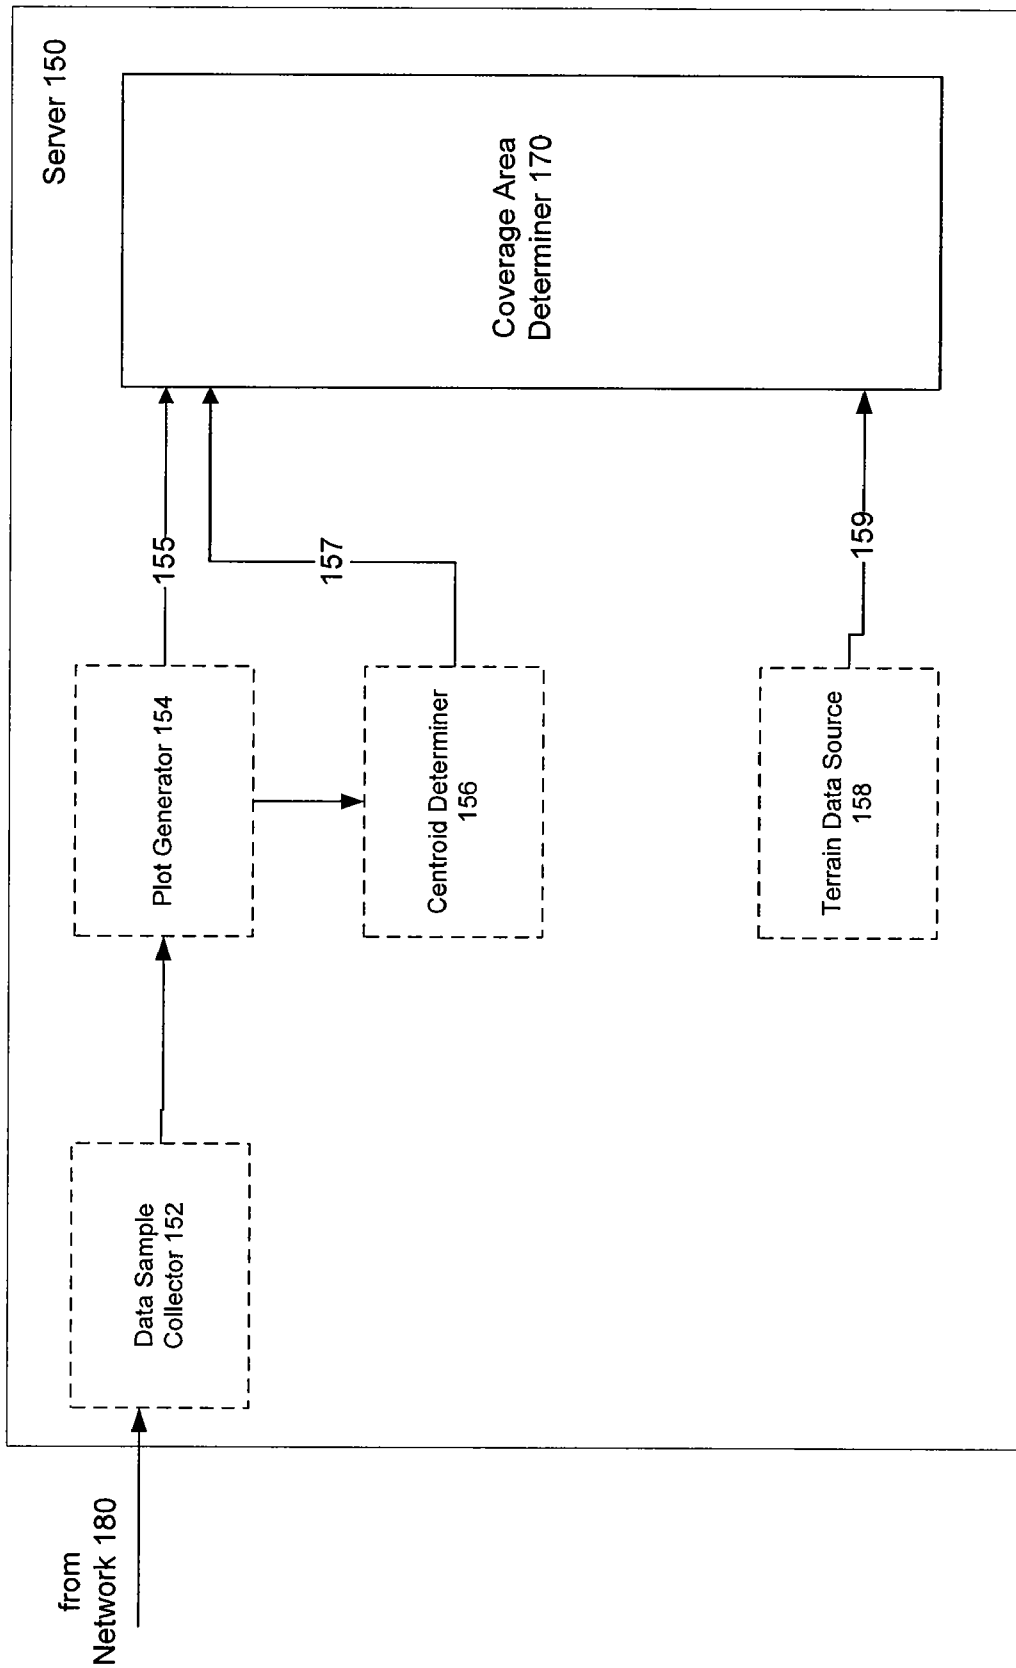 Server 150
from
Network 180
Data Sample
Collector 152
Plot Generator 154
155
Centroid Determiner
156
157
Terrain Data Source
158
159
Coverage Area
Determiner 170